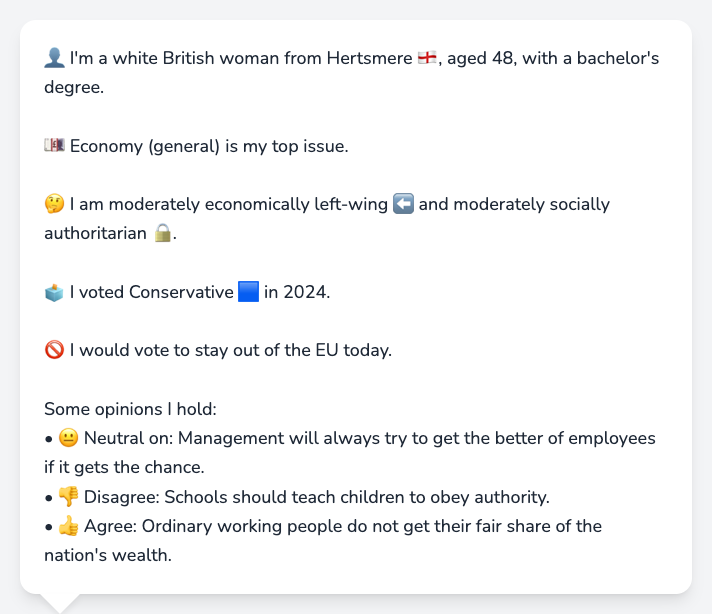 👤 I'm a white British woman from Hertsmere 🏴󠁧󠁢󠁥󠁮󠁧󠁿, aged 48, with a bachelor's
degree.
💷 Economy (general) is my top issue.
🤔 I am moderately economically left-wing ⬅️ and moderately socially
authoritarian 🔒.
🗳️ I voted Conservative 🟦 in 2024.
🚫 I would vote to stay out of the EU today.
Some opinions I hold:
• 😐 Neutral on: Management will always try to get the better of employees
if it gets the chance.
• 👎 Disagree: Schools should teach children to obey authority.
• 👍 Agree: Ordinary working people do not get their fair share of the
nation's wealth.